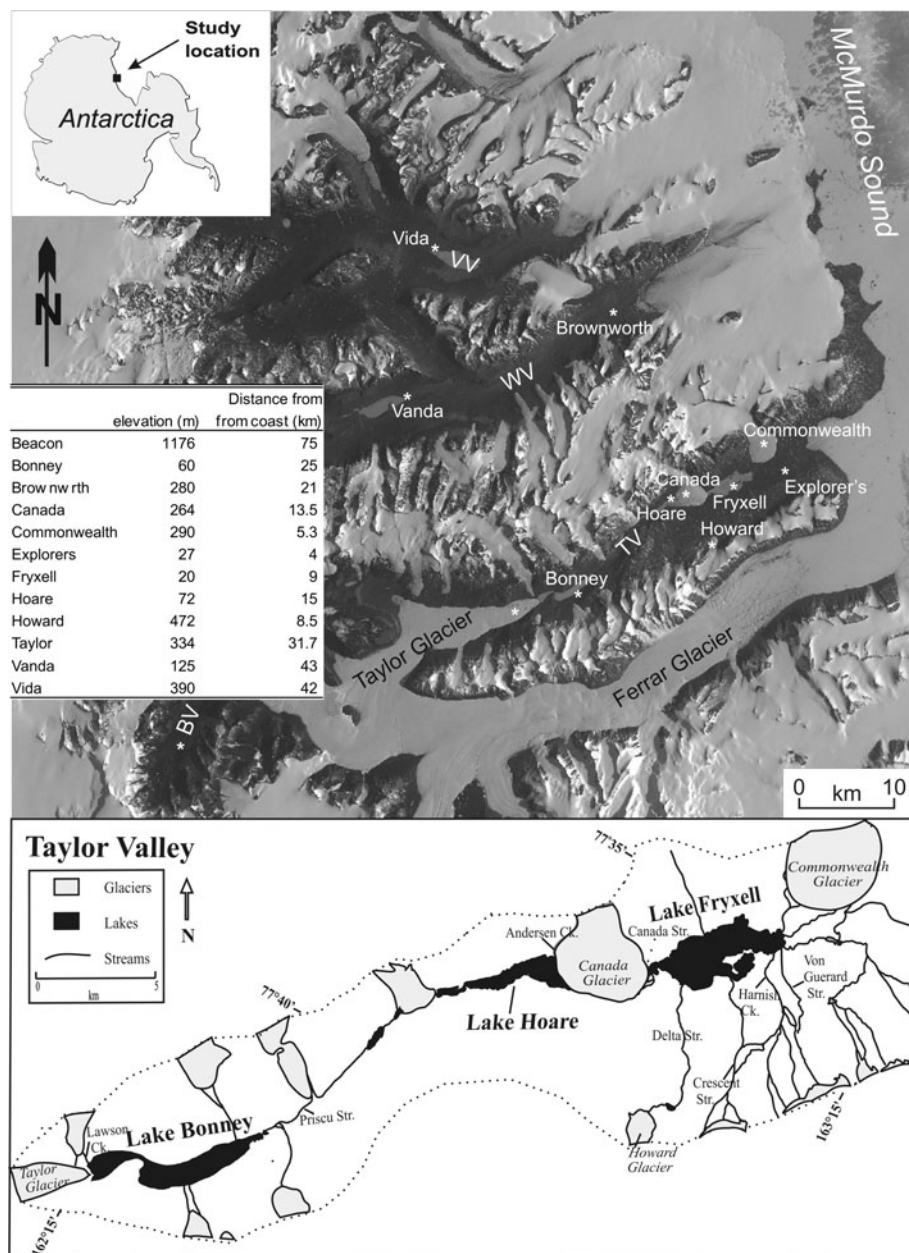 Study
location
Antarctica
McMurdo Sound
N
Vida
VV
Brownworth
WV
Vanda
Commonwealth
Canada
Explorer's
Hoare
Fryxell
Howard
TV
Bonney
Taylor Glacier
Ferrar Glacier
BV
Distance from
elevation (m) from coast (km)
Beacon 1176 75
Bonney 60 25
Brow nw rth 280 21
Canada 264 13.5
Commonwealth 290 5.3
Explorers 27 4
Fryxell 20 9
Hoare 72 15
Howard 472 8.5
Taylor 334 31.7
Vanda 125 43
Vida 390 42
0 km 10
Taylor Valley
Glaciers
Lakes
Streams
N
0 5
km
77°35'
Commonwealth
Glacier
Lake Fryxell
Andersen Ck.
Canada Str.
Canada
Glacier
Von
Guerard
Str.
77°40'
Lake Hoare
Harnish
Ck.
Delta Str.
Crescent
Str.
Priscu Str.
Lake Bonney
Lawson
Ck.
Taylor
Glacier
Howard
Glacier
163°15'
162°15'